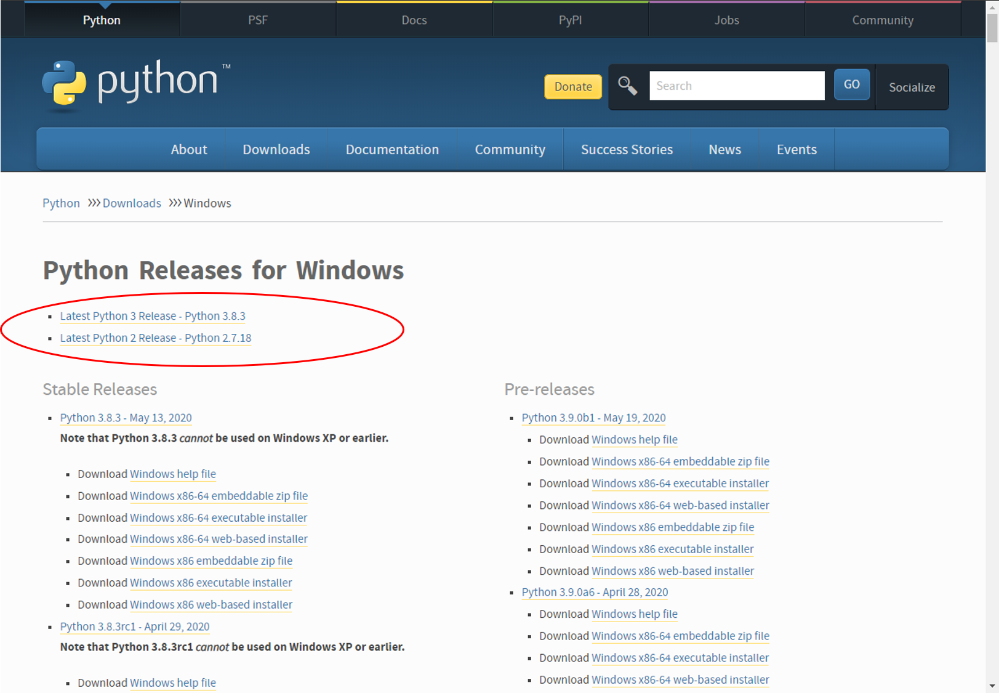 Python PSF Docs PyPI Jobs Community
python™
Donate Search GO Socialize
About Downloads Documentation Community Success Stories News Events
Python >>> Downloads >>> Windows
Python Releases for Windows
Latest Python 3 Release - Python 3.8.3
Latest Python 2 Release - Python 2.7.18
Stable Releases
Python 3.8.3 - May 13, 2020
Note that Python 3.8.3 cannot be used on Windows XP or earlier.
Download Windows help file
Download Windows x86-64 embeddable zip file
Download Windows x86-64 executable installer
Download Windows x86-64 web-based installer
Download Windows x86 embeddable zip file
Download Windows x86 executable installer
Download Windows x86 web-based installer
Python 3.8.3rc1 - April 29, 2020
Note that Python 3.8.3rc1 cannot be used on Windows XP or earlier.
Download Windows help file
Pre-releases
Python 3.9.0b1 - May 19, 2020
Download Windows help file
Download Windows x86-64 embeddable zip file
Download Windows x86-64 executable installer
Download Windows x86-64 web-based installer
Download Windows x86 embeddable zip file
Download Windows x86 executable installer
Download Windows x86 web-based installer
Python 3.9.0a6 - April 28, 2020
Download Windows help file
Download Windows x86-64 embeddable zip file
Download Windows x86-64 executable installer
Download Windows x86-64 web-based installer